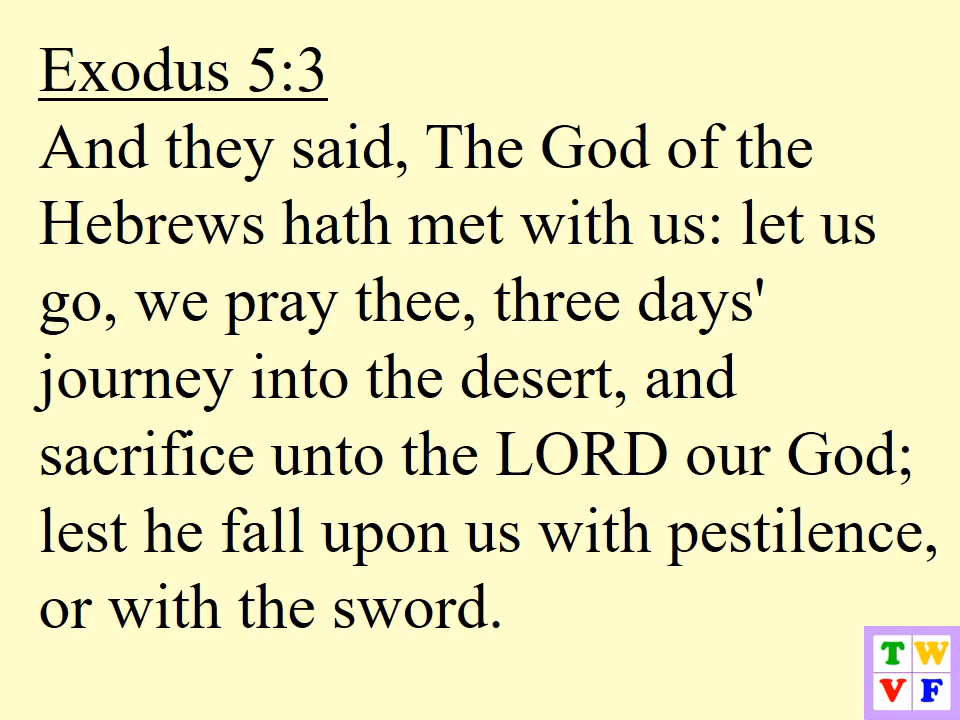 Exodus 5:3
And they said, The God of the
Hebrews hath met with us: let us
go, we pray thee, three days'
journey into the desert, and
sacrifice unto the LORD our God;
lest he fall upon us with pestilence,
or with the sword.
T W
V F